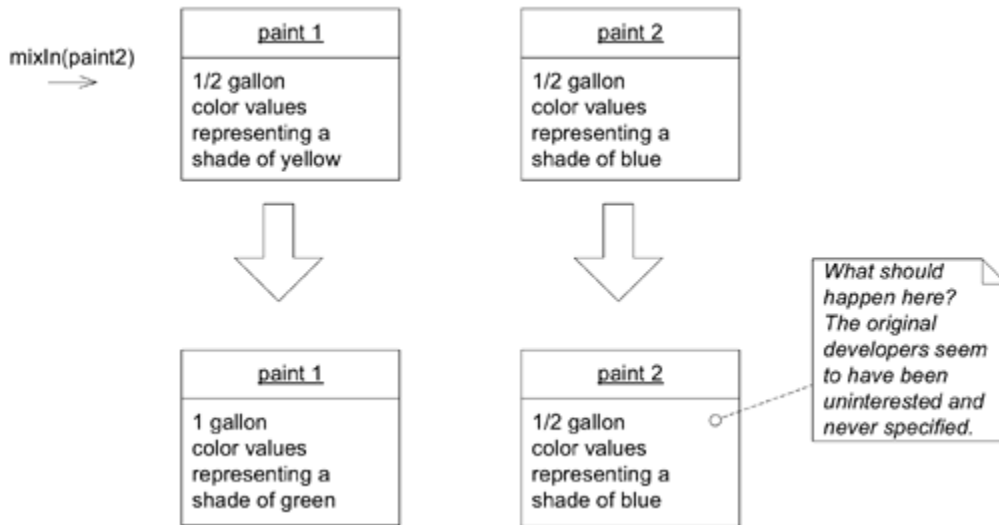 mixIn(paint2)
paint 1
1/2 gallon
color values
representing a
shade of yellow
paint 2
1/2 gallon
color values
representing a
shade of blue
paint 1
1 gallon
color values
representing a
shade of green
paint 2
1/2 gallon
color values
representing a
shade of blue
What should
happen here?
The original
developers seem
to have been
uninterested and
never specified.